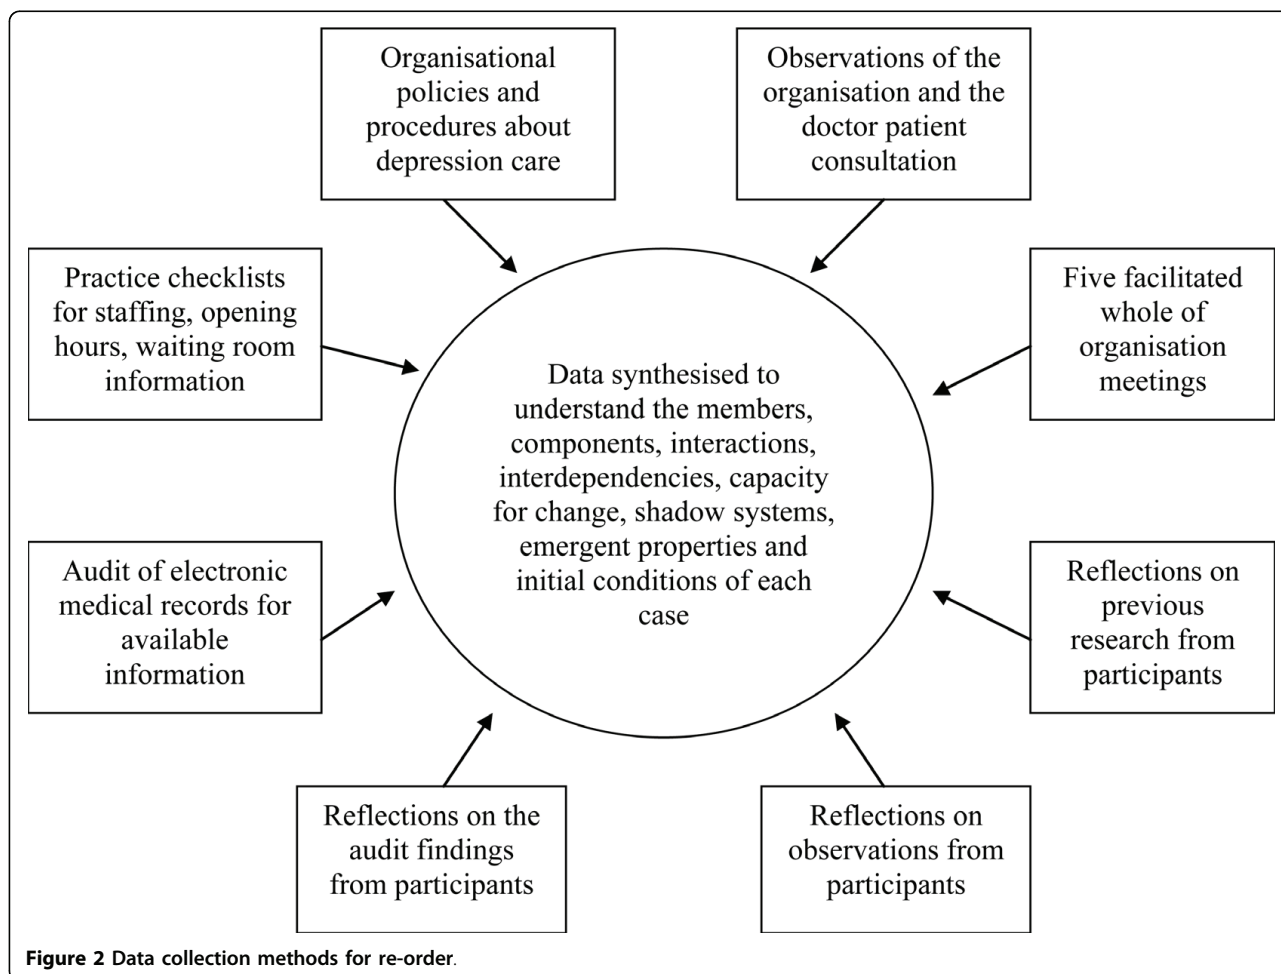 Organisational
policies and
procedures about
depression care
Observations of the
organisation and the
doctor patient
consultation
Practice checklists
for staffing, opening
hours, waiting room
information
Five facilitated
whole of
organisation
meetings
Data synthesised to
understand the members,
components, interactions,
interdependencies, capacity
for change, shadow systems,
emergent properties and
initial conditions of each
case
Audit of electronic
medical records for
available
information
Reflections on
previous
research from
participants
Reflections on the
audit findings
from participants
Reflections on
observations from
participants
Figure 2 Data collection methods for re-order.